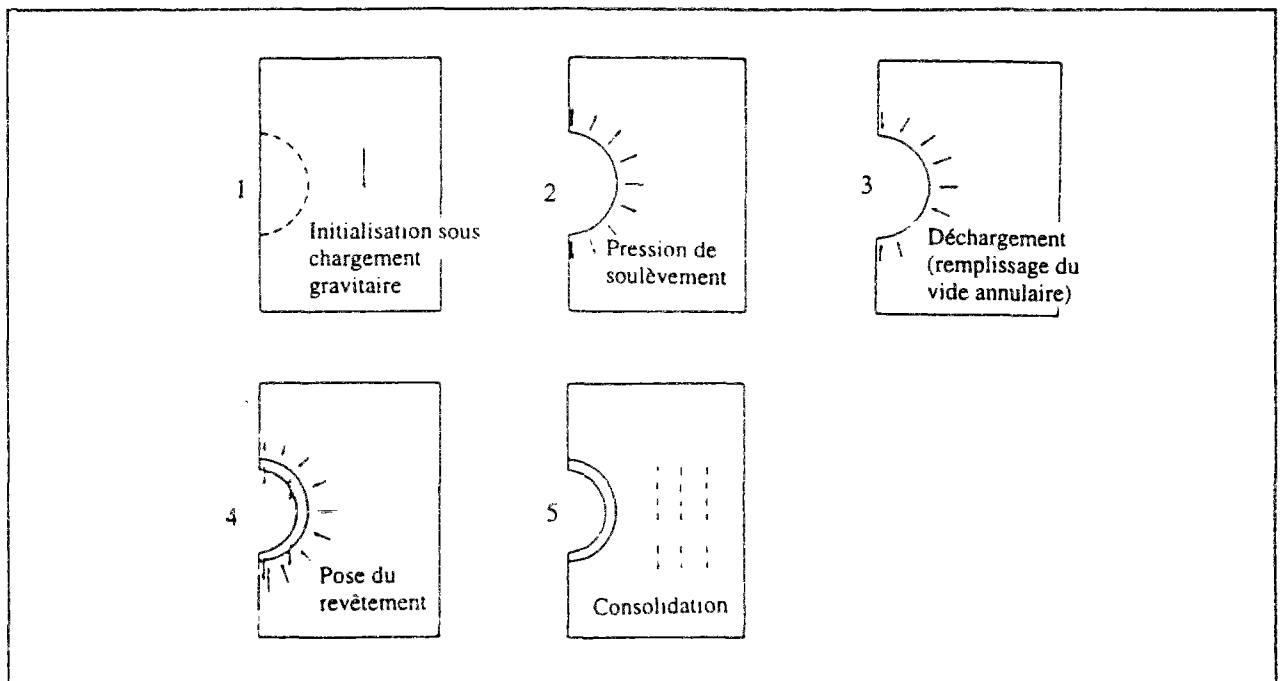 1
Initialisation sous
chargement
gravitaire
2
Pression de
soulèvement
3
Déchargement
(remplissage du
vide annulaire)
4
Pose du
revêtement
5
Consolidation